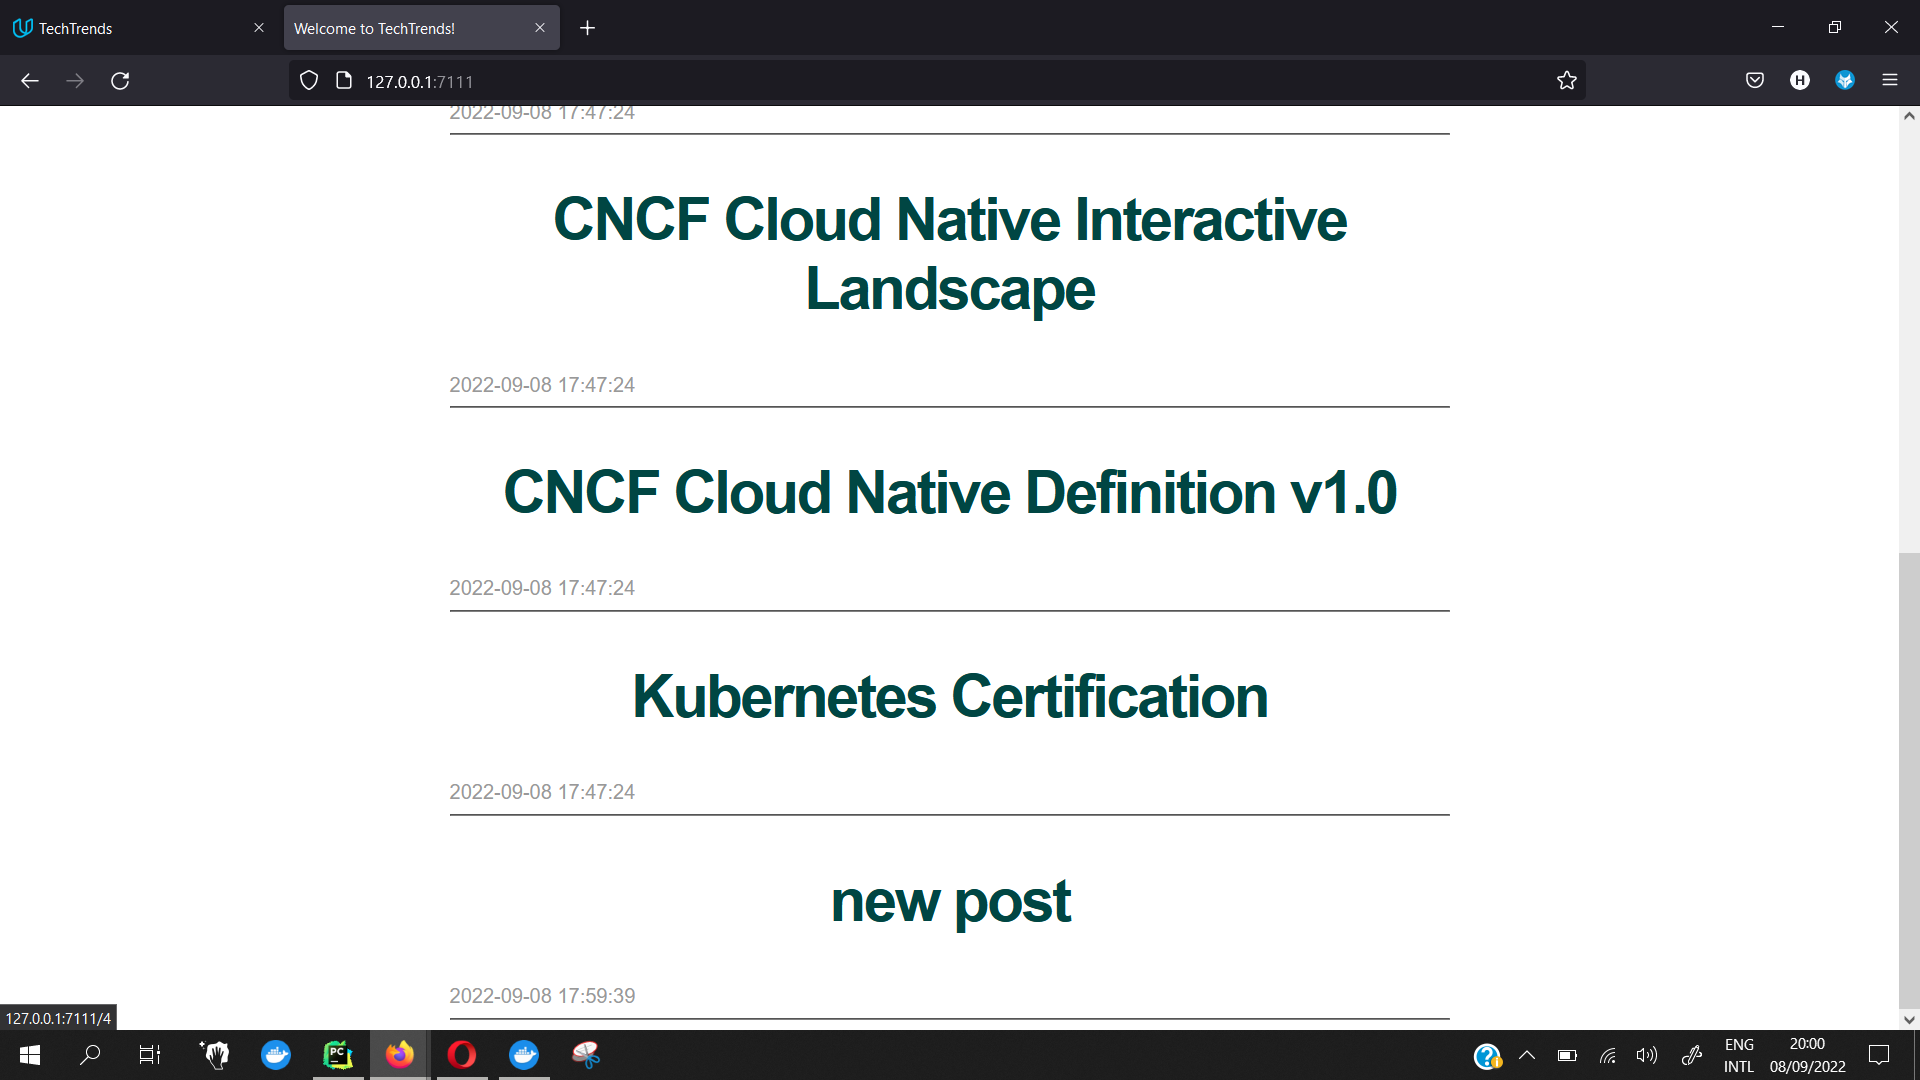 TechTrends
Welcome to TechTrends!
127.0.0.1:7111
H
2022-09-08 17:47:24
CNCF Cloud Native Interactive
Landscape
2022-09-08 17:47:24
CNCF Cloud Native Definition v1.0
2022-09-08 17:47:24
Kubernetes Certification
2022-09-08 17:47:24
new post
2022-09-08 17:59:39
127.0.0.1:7111/4
PC
ENG
INTL
20:00
08/09/2022